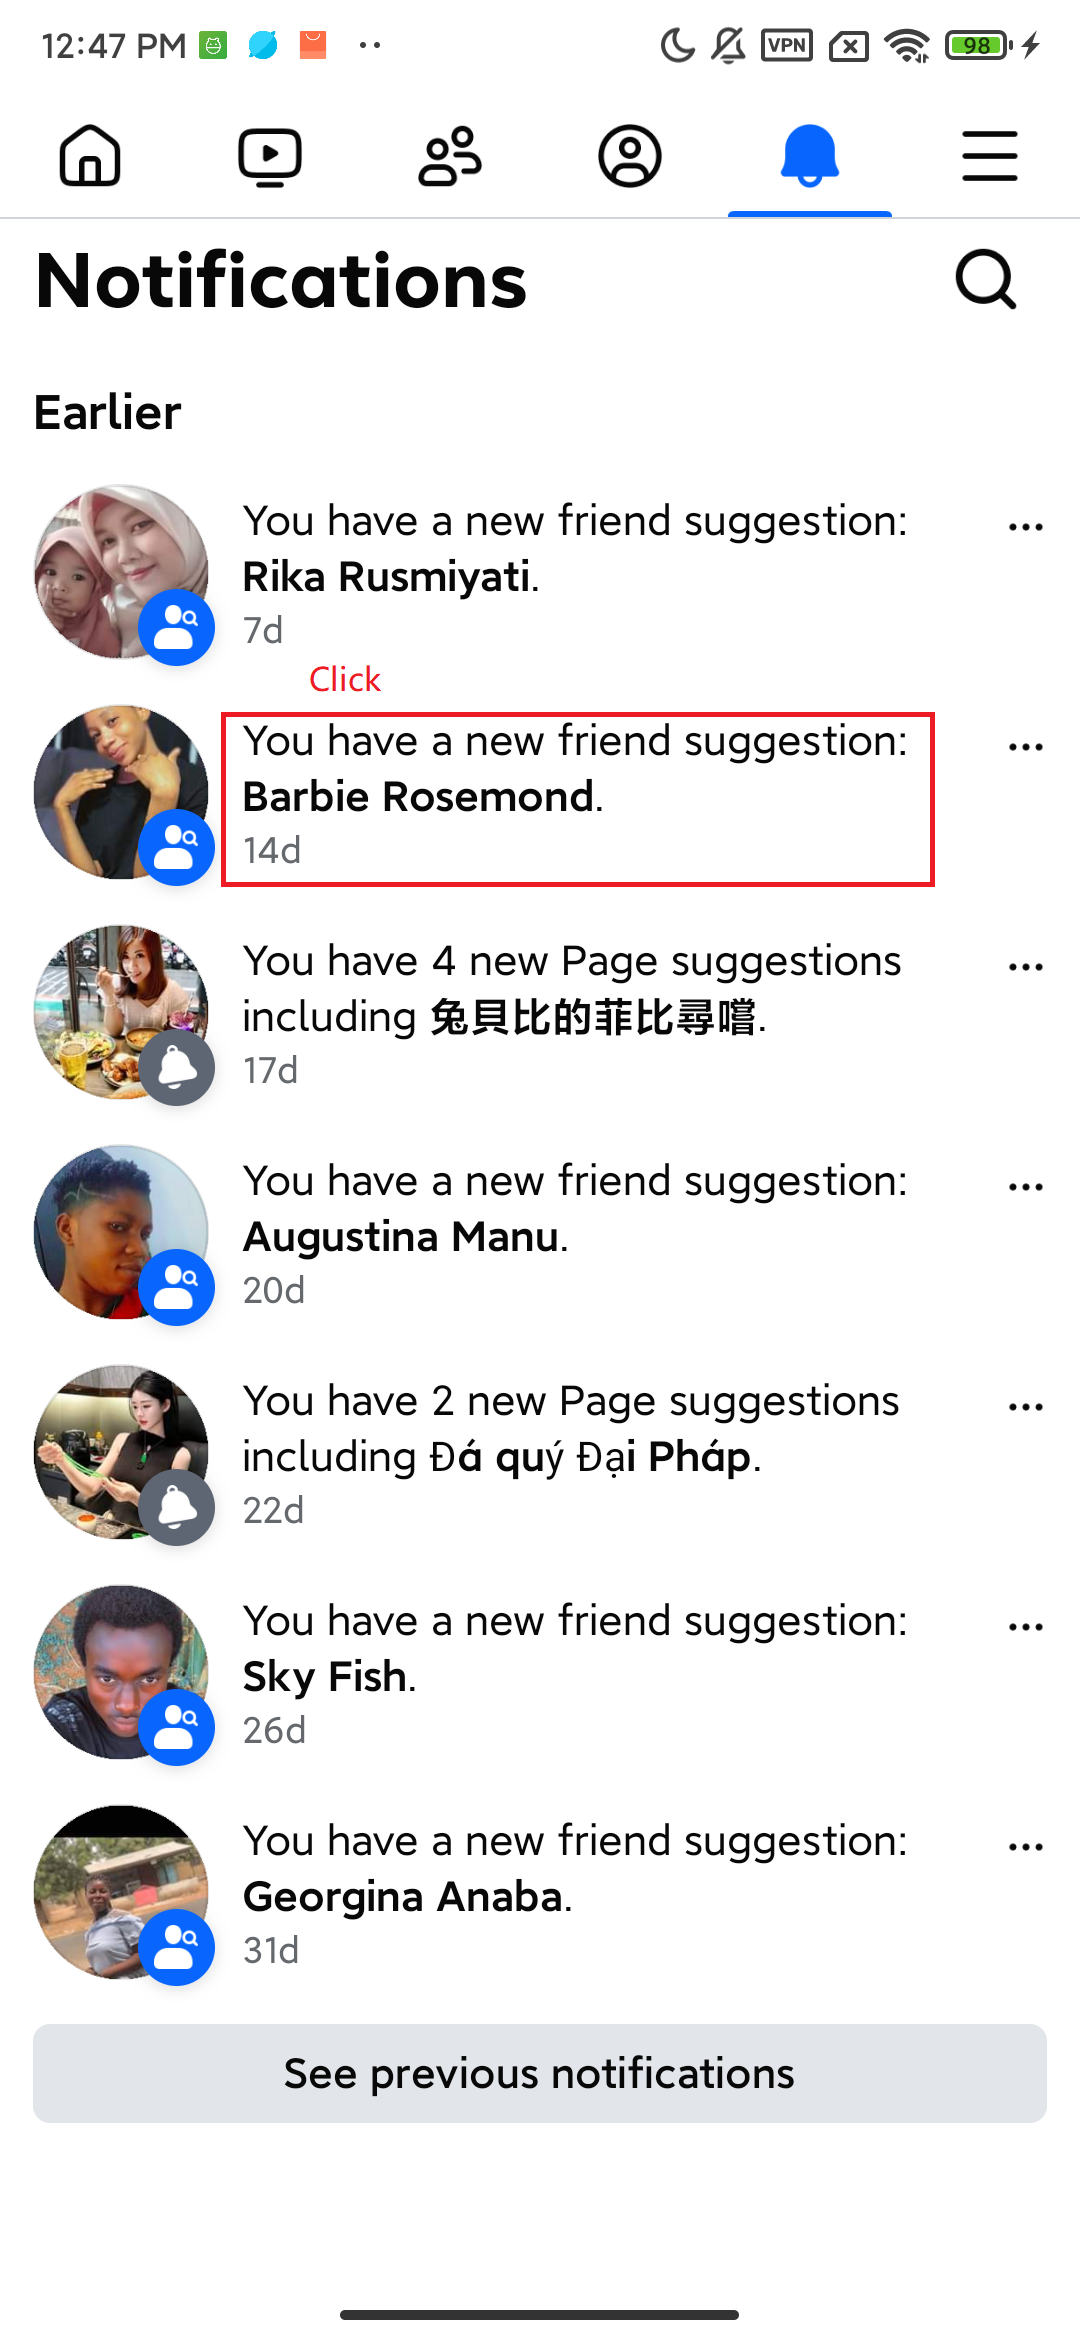 12:47 PM
VPN
98
Notifications
Earlier
You have a new friend suggestion:
Rika Rusmiyati.
7d
Click
You have a new friend suggestion:
Barbie Rosemond.
14d
You have 4 new Page suggestions
including 兔貝比的菲比尋嚐.
17d
You have a new friend suggestion:
Augustina Manu.
20d
You have 2 new Page suggestions
including Đá quý Đại Pháp.
22d
You have a new friend suggestion:
Sky Fish.
26d
You have a new friend suggestion:
Georgina Anaba.
31d
See previous notifications